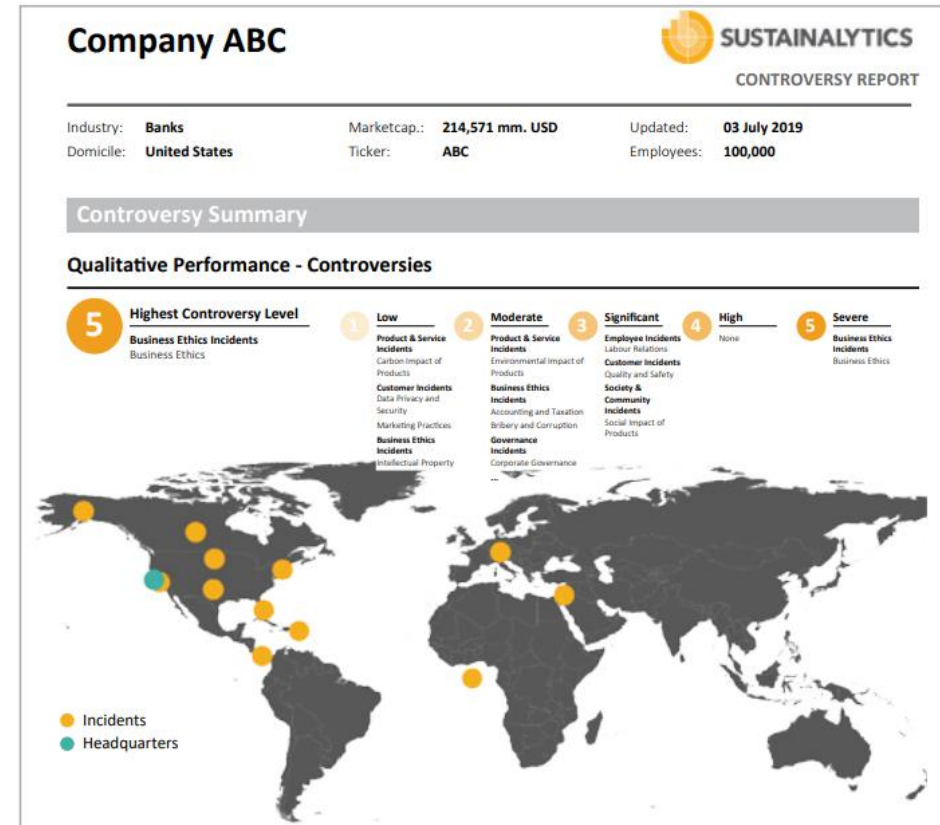 Company ABC
SUSTAINALYTICS
CONTROVERSY REPORT
Industry: Banks
Marketcap.: 214,571 mm. USD
Updated: 03 July 2019
Domicile: United States
Ticker: ABC
Employees: 100,000
Controversy Summary
Qualitative Performance - Controversies
5
Highest Controversy Level
Business Ethics Incidents
Business Ethics
1
Low
Product & Service
Incidents
Carbon Impact of
Products
Customer Incidents
Data Privacy and
Security
Marketing Practices
Business Ethics
Incidents
Intellectual Property
2
Moderate
Product & Service
Incidents
Environmental Impact of
Products
Business Ethics
Incidents
Accounting and Taxation
Bribery and Corruption
Governance
Incidents
Corporate Governance
...
3
Significant
Employee Incidents
Labour Relations
Customer Incidents
Quality and Safety
Society &
Community
Incidents
Social Impact of
Products
4
High
None
5
Severe
Business Ethics
Incidents
Business Ethics
Incidents
Headquarters